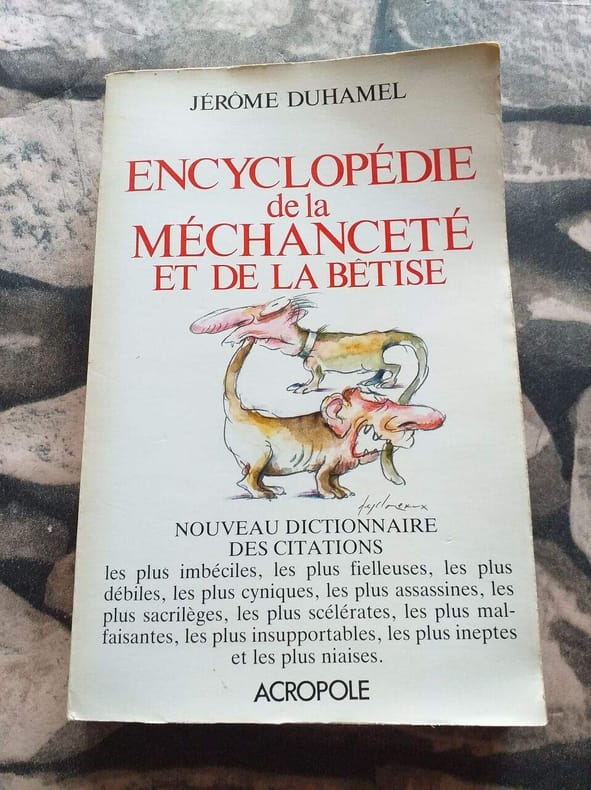 JÉRÔME DUHAMEL
ENCYCLOPÉDIE
de la
MÉCHANCETÉ
ET DE LA BÊTISE
NOUVEAU DICTIONNAIRE
DES CITATIONS
les plus imbéciles, les plus fielleuses, les plus
débiles, les plus cyniques, les plus assassines, les
plus sacrilèges, les plus scélérates, les plus mal-
faisantes, les plus insupportables, les plus ineptes
et les plus niaises.
ACROPOLE